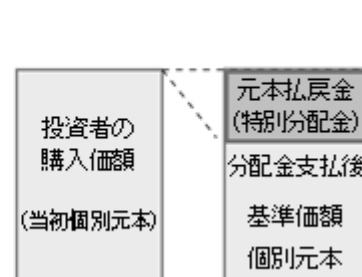 投資者の
購入価額
(当初個別元本)
元本払戻金
(特別分配金)
分配金支払後
基準価額
個別元本